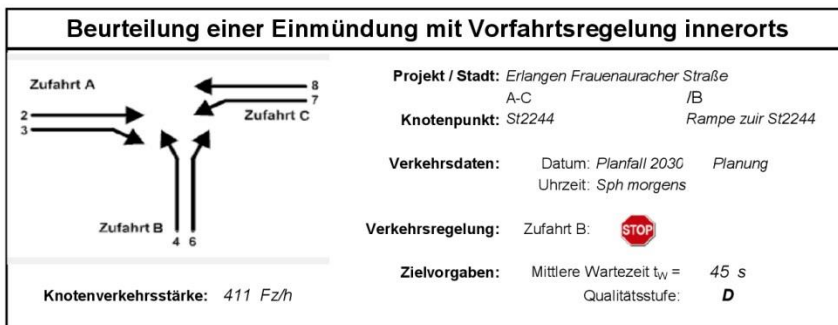 Beurteilung einer Einmündung mit Vorfahrtsregelung innerorts
Zufahrt A
8
7
Zufahrt C
2
3
Zufahrt B
4 6
Knotenverkehrsstärke: 411 Fz/h
Projekt / Stadt: Erlangen Frauenauracher Straße
A-C /B
Knotenpunkt: St2244 Rampe zuir St2244
Verkehrsdaten: Datum: Planfall 2030 Planung
Uhrzeit: Sph morgens
Verkehrsregelung: Zufahrt B: STOP
Zielvorgaben: Mittlere Wartezeit tW = 45 s
Qualitätsstufe: D